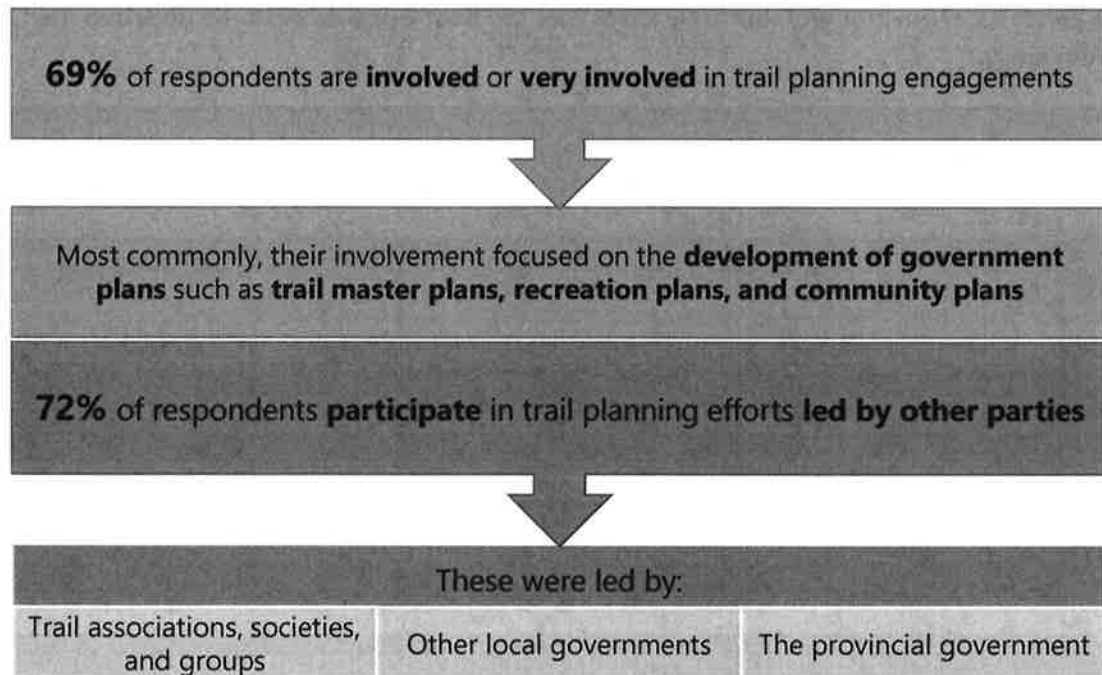 69% of respondents are involved or very involved in trail planning engagements
Most commonly, their involvement focused on the development of government
plans such as trail master plans, recreation plans, and community plans
72% of respondents participate in trail planning efforts led by other parties
These were led by:
Trail associations, societies,
and groups
Other local governments
The provincial government